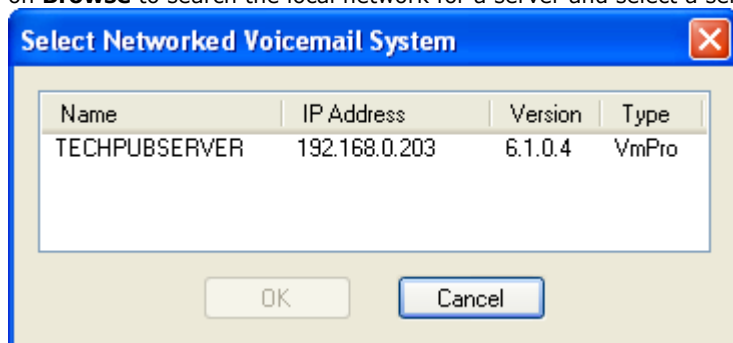 on Browse to search the local network for a server and select a se
Select Networked Voicemail System
Name IP Address Version Type
TECHPUBSERVER 192.168.0.203 6.1.0.4 VmPro
OK Cancel